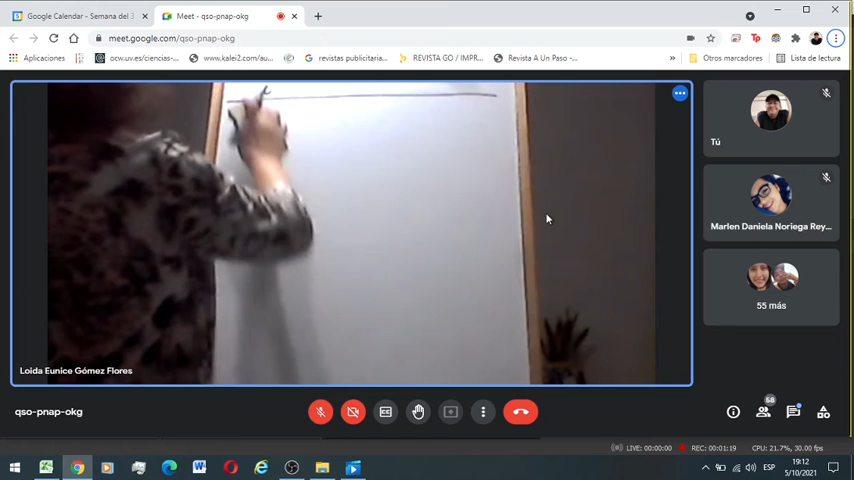 Google Calendar - Semana del 3
Meet - qso-pnap-okg
meet.google.com/qso-pnap-okg
Aplicaciones
ocw.uv.es/ciencias-...
www.kalei2.com/au...
revistas publicitaria...
REVISTA GO / IMPR...
Revista A Un Paso -...
Otros marcadores
Lista de lectura
Tú
Marlen Daniela Noriega Rey...
55 más
Loida Eunice Gómez Flores
qso-pnap-okg
68
LIVE: 00:00:00
REC: 00:01:19
CPU: 21.7%, 30.00 fps
ESP
19:12
5/10/2021